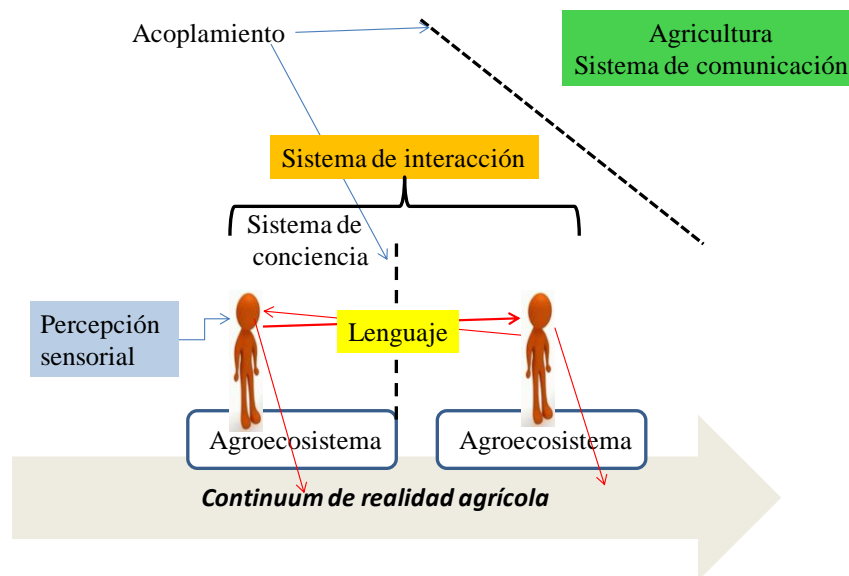 Acoplamiento
Agricultura
Sistema de comunicación
Sistema de interacción
Sistema de
conciencia
Percepción
sensorial
Lenguaje
Agroecosistema
Agroecosistema
Continuum de realidad agrícola